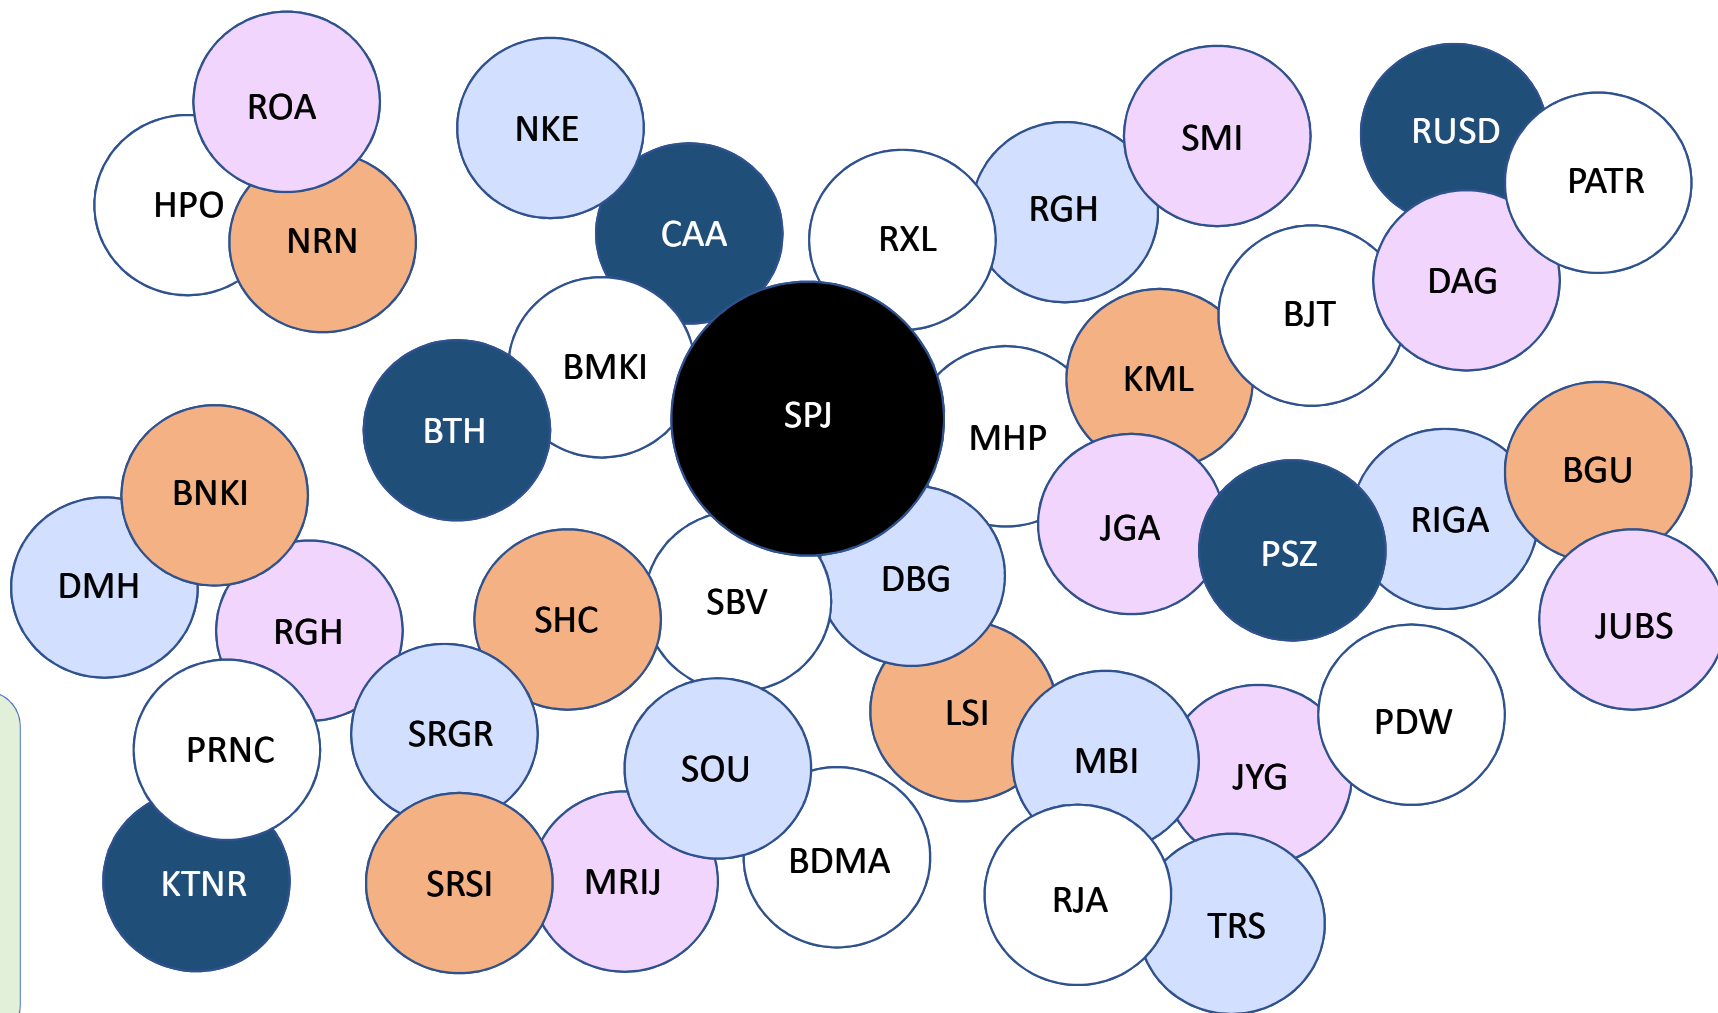 ROA
NKE
SMI
RUSD
PATR
HPO
NRN
CAA
RXL
RGH
DAG
BJT
BMKI
SPJ
KML
BTH
MHP
BNKI
BGU
JGA
PSZ
RIGA
DMH
RGH
SHC
SBV
DBG
JUBS
PRNC
SRGR
SOU
LSI
MBI
JYG
PDW
KTNR
SRSI
MRIJ
BDMA
RJA
TRS